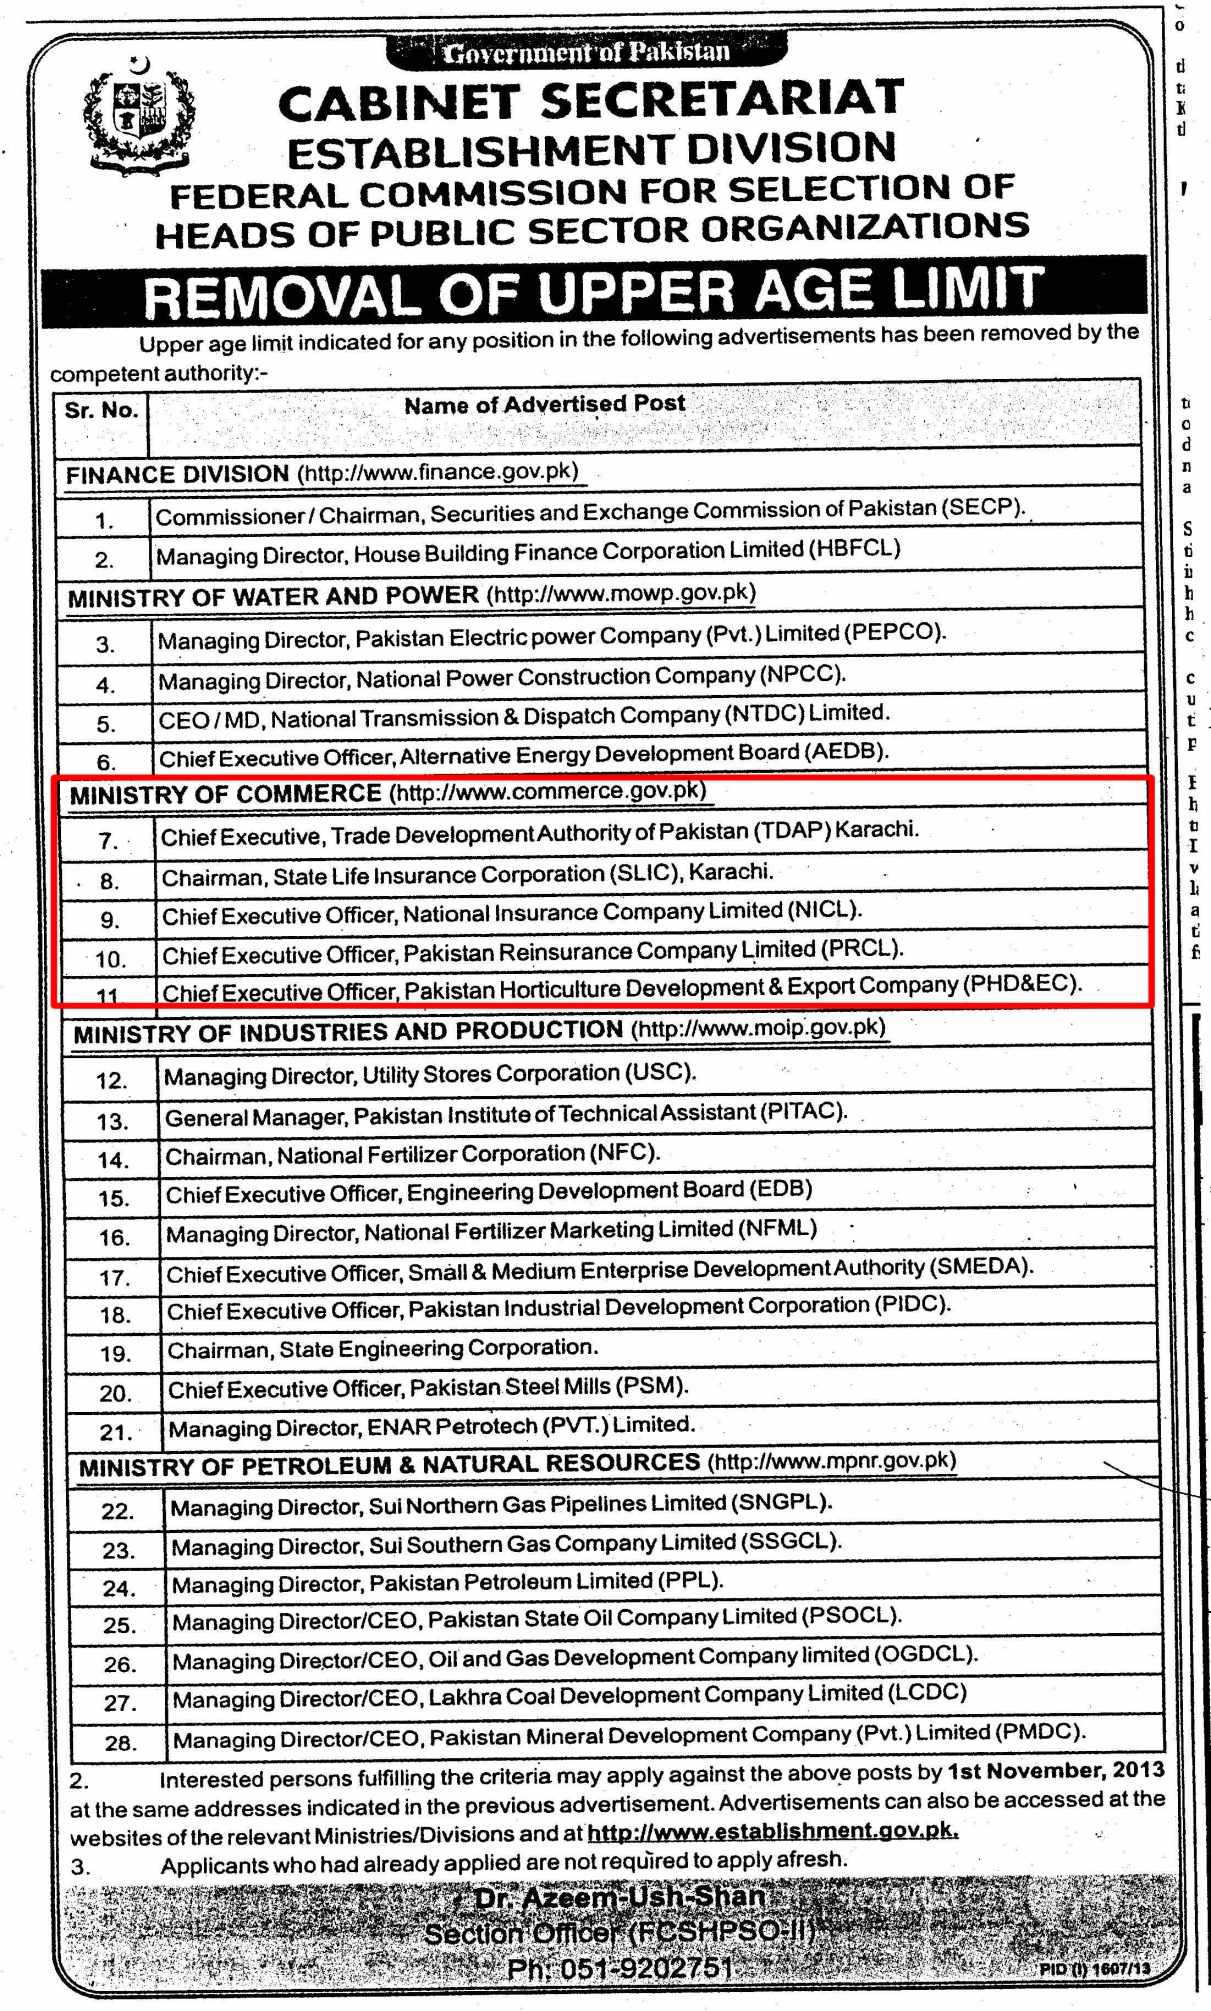 Government of Pakistan
CABINET SECRETARIAT
ESTABLISHMENT DIVISION
FEDERAL COMMISSION FOR SELECTION OF
HEADS OF PUBLIC SECTOR ORGANIZATIONS
REMOVAL OF UPPER AGE LIMIT
Upper age limit indicated for any position in the following advertisements has been removed by the
competent authority:-
Sr. No. Name of Advertised Post
FINANCE DIVISION (http://www.finance.gov.pk)
1. Commissioner / Chairman, Securities and Exchange Commission of Pakistan (SECP).
2. Managing Director, House Building Finance Corporation Limited (HBFCL)
MINISTRY OF WATER AND POWER (http://www.mowp.gov.pk)
3. Managing Director, Pakistan Electric power Company (Pvt.) Limited (PEPCO).
4. Managing Director, National Power Construction Company (NPCC).
5. CEO / MD, National Transmission & Dispatch Company (NTDC) Limited.
6. Chief Executive Officer, Alternative Energy Development Board (AEDB).
MINISTRY OF COMMERCE (http://www.commerce.gov.pk)
7. Chief Executive, Trade Development Authority of Pakistan (TDAP) Karachi.
8. Chairman, State Life Insurance Corporation (SLIC), Karachi.
9. Chief Executive Officer, National Insurance Company Limited (NICL).
10. Chief Executive Officer, Pakistan Reinsurance Company Limited (PRCL).
11 Chief Executive Officer, Pakistan Horticulture Development & Export Company (PHD&EC).
MINISTRY OF INDUSTRIES AND PRODUCTION (http://www.moip.gov.pk)
12. Managing Director, Utility Stores Corporation (USC).
13. General Manager, Pakistan Institute of Technical Assistant (PITAC).
14. Chairman, National Fertilizer Corporation (NFC).
15. Chief Executive Officer, Engineering Development Board (EDB)
16. Managing Director, National Fertilizer Marketing Limited (NFML)
17. Chief Executive Officer, Small & Medium Enterprise Development Authority (SMEDA).
18. Chief Executive Officer, Pakistan Industrial Development Corporation (PIDC).
19. Chairman, State Engineering Corporation.
20. Chief Executive Officer, Pakistan Steel Mills (PSM).
21. Managing Director, ENAR Petrotech (PVT.) Limited.
MINISTRY OF PETROLEUM & NATURAL RESOURCES (http://www.mpnr.gov.pk)
22. Managing Director, Sui Northern Gas Pipelines Limited (SNGPL).
23. Managing Director, Sui Southern Gas Company Limited (SSGCL).
24. Managing Director, Pakistan Petroleum Limited (PPL).
25. Managing Director/CEO, Pakistan State Oil Company Limited (PSOCL).
26. Managing Director/CEO, Oil and Gas Development Company limited (OGDCL).
27. Managing Director/CEO, Lakhra Coal Development Company Limited (LCDC)
28. Managing Director/CEO, Pakistan Mineral Development Company (Pvt.) Limited (PMDC).
2. Interested persons fulfilling the criteria may apply against the above posts by 1st November, 2013
at the same addresses indicated in the previous advertisement. Advertisements can also be accessed at the
websites of the relevant Ministries/Divisions and at http://www.establishment.gov.pk.
3. Applicants who had already applied are not required to apply afresh.
Dr. Azeem-Ush-Shan
Section Officer (FCSHPSO-II)
Ph: 051-9202751
PID (I) 1607/13